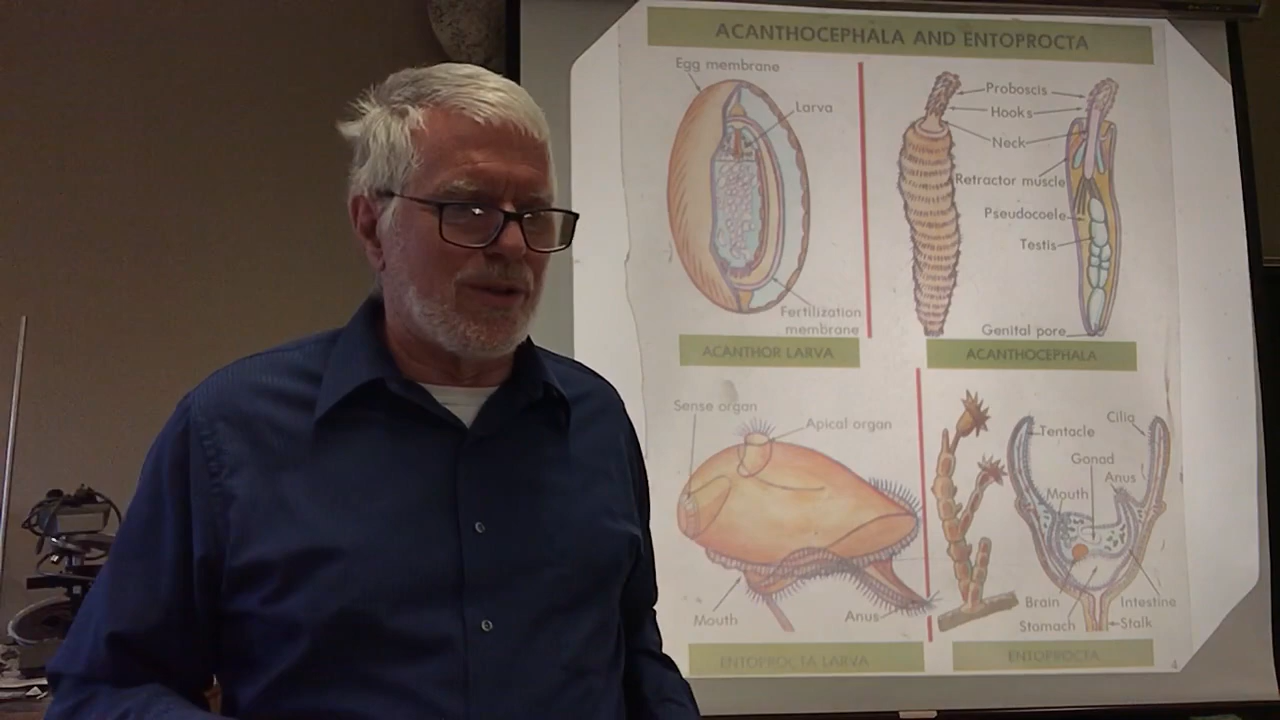 ACANTHOCEPHALA AND ENTOPROCTA
Egg membrane
Larva
Fertilization
membrane
ACANTHOR LARVA
Proboscis
Hooks
Neck
Retractor muscle
Pseudocoele
Testis
Genital pore
ACANTHOCEPHALA
Sense organ
Apical organ
Mouth
Anus
ENTOPROCTA LARVA
Cilia
Tentacle
Gonad
Anus
Mouth
Brain
Intestine
Stomach
Stalk
ENTOPROCTA
4